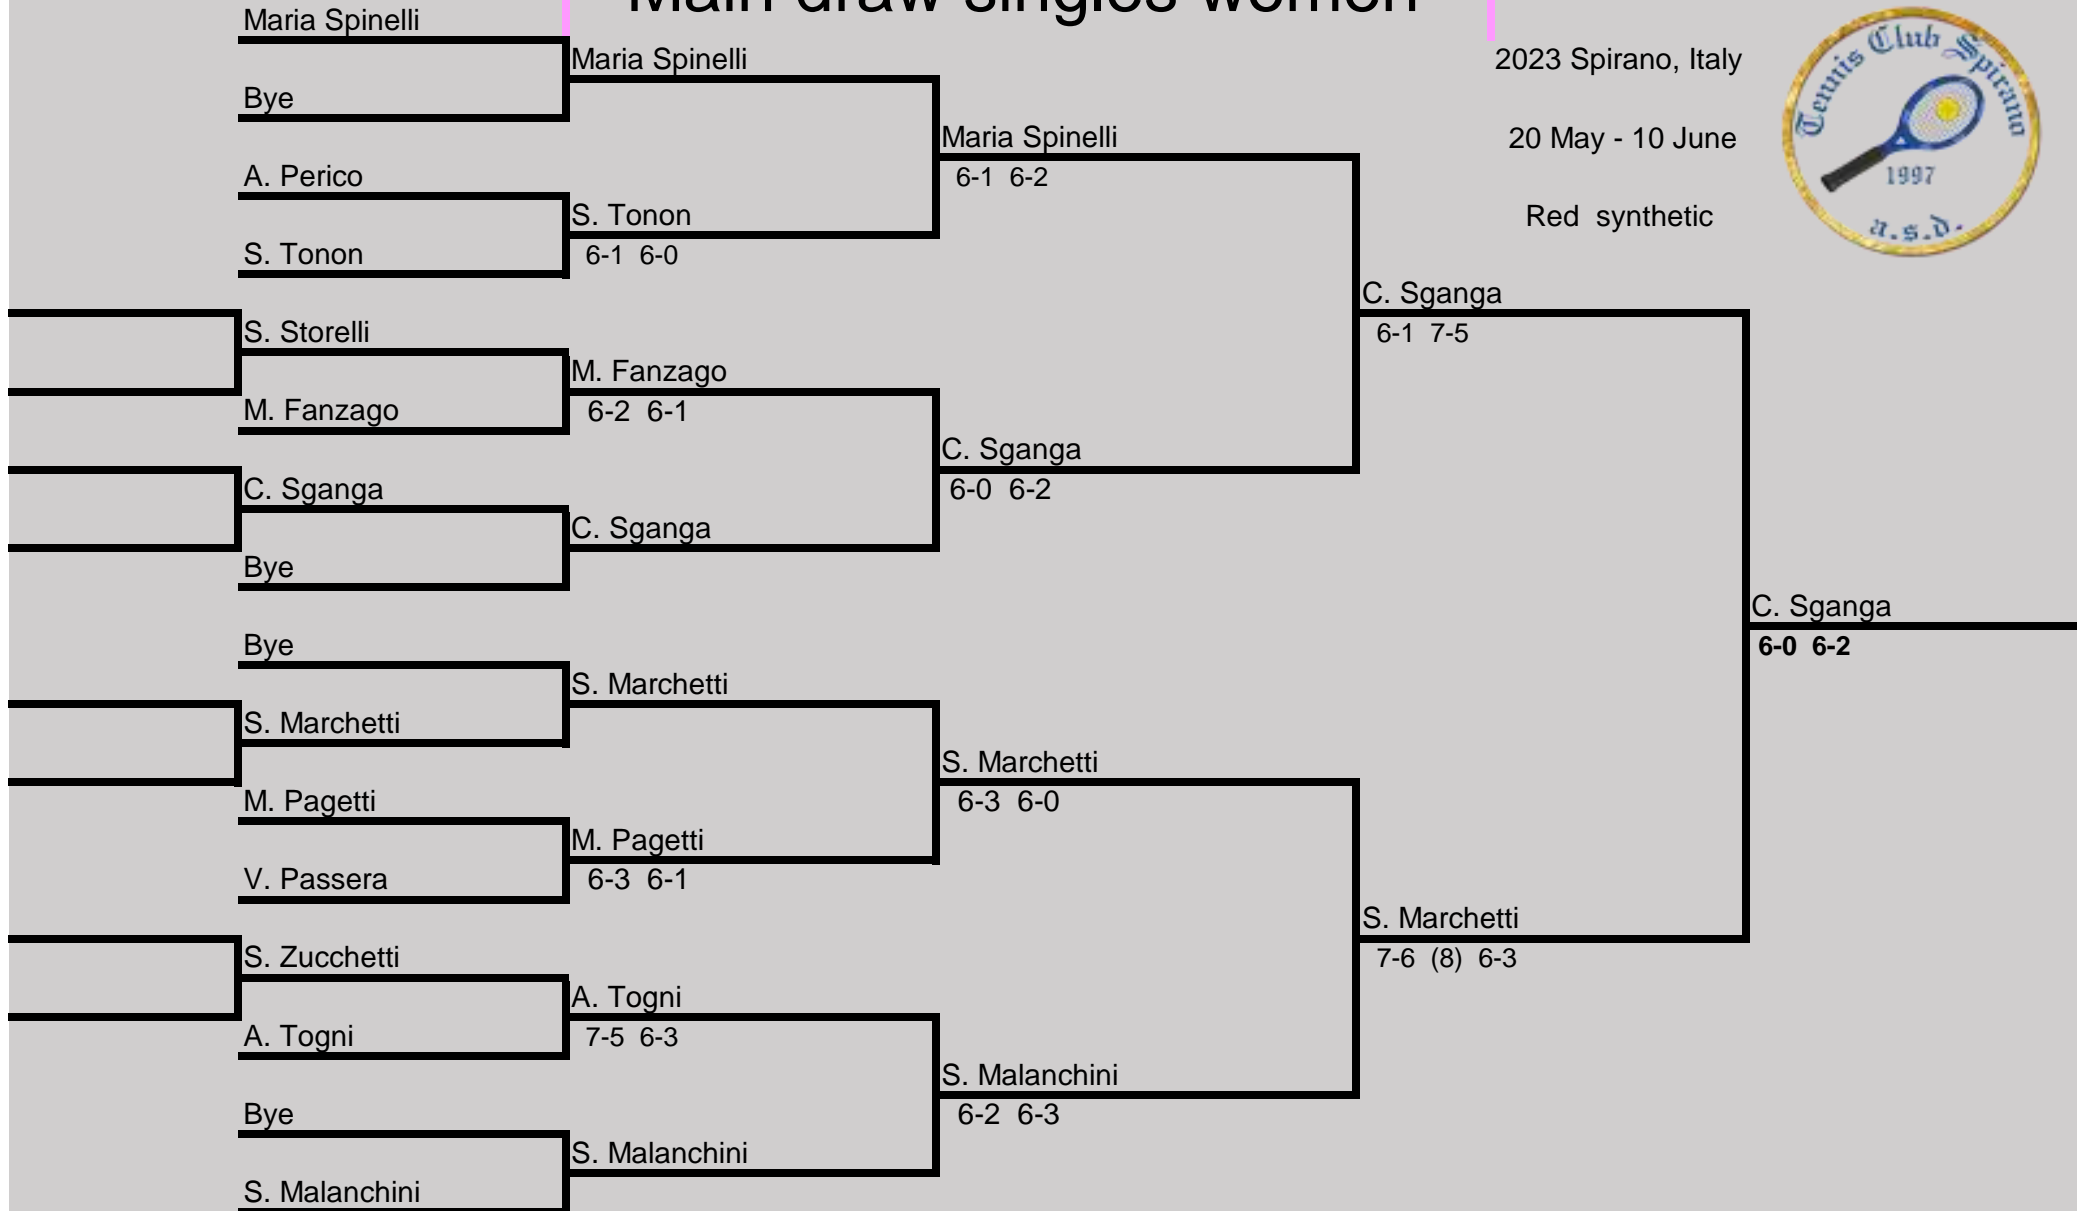 Main draw singles women
Maria Spinelli
Maria Spinelli
2023 Spirano, Italy
Bye
Maria Spinelli
20 May - 10 June
6-1 6-2
A. Perico
S. Tonon
Red synthetic
S. Tonon
6-1 6-0
C. Sganga
6-1 7-5
S. Storelli
M. Fanzago
M. Fanzago
6-2 6-1
C. Sganga
6-0 6-2
C. Sganga
C. Sganga
Bye
C. Sganga
6-0 6-2
Bye
S. Marchetti
S. Marchetti
S. Marchetti
6-3 6-0
M. Pagetti
M. Pagetti
V. Passera
6-3 6-1
S. Marchetti
7-6 (8) 6-3
S. Zucchetti
A. Togni
A. Togni
7-5 6-3
S. Malanchini
6-2 6-3
Bye
S. Malanchini
S. Malanchini
Tennis Club Spirano
1997
a.s.d.